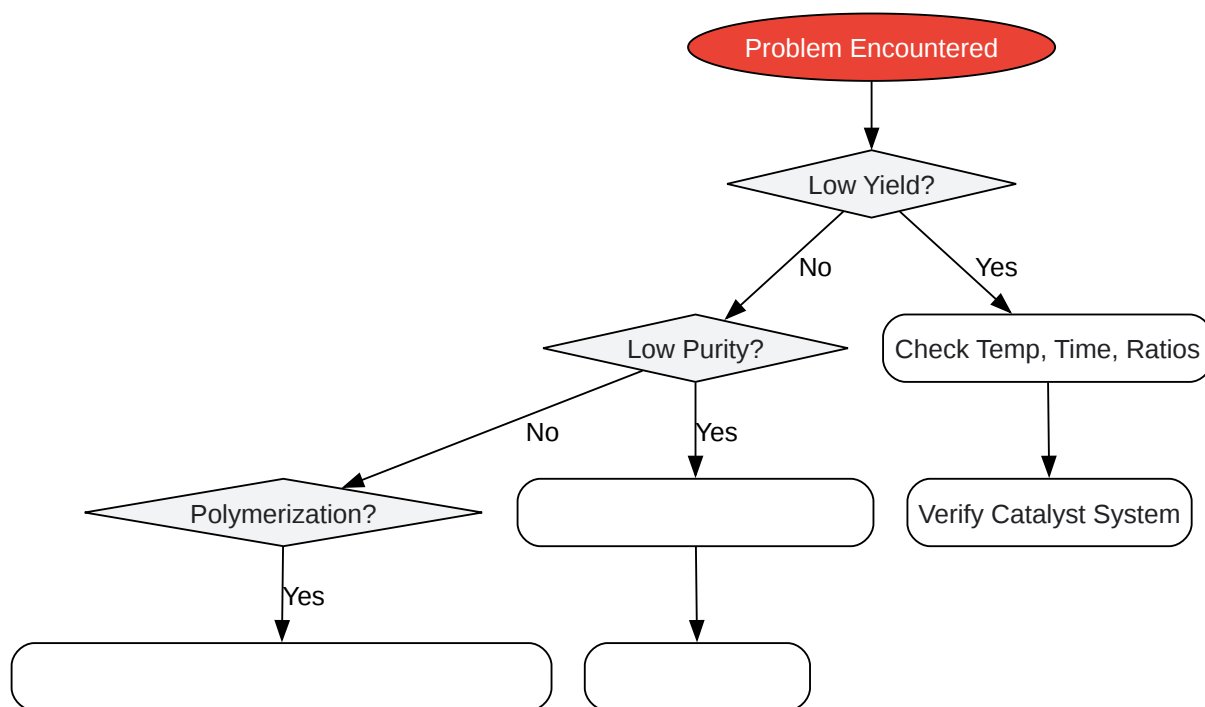 Problem Encountered
Low Yield?
No
Yes
Low Purity?
Check Temp, Time, Ratios
No
Yes
Polymerization?
Verify Catalyst System
Yes